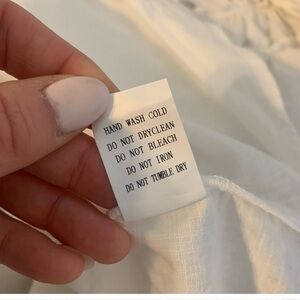 HAND WASH COLD
DO NOT DRYCLEAN
DO NOT BLEACH
DO NOT IRON
DO NOT TUMBLE DRY